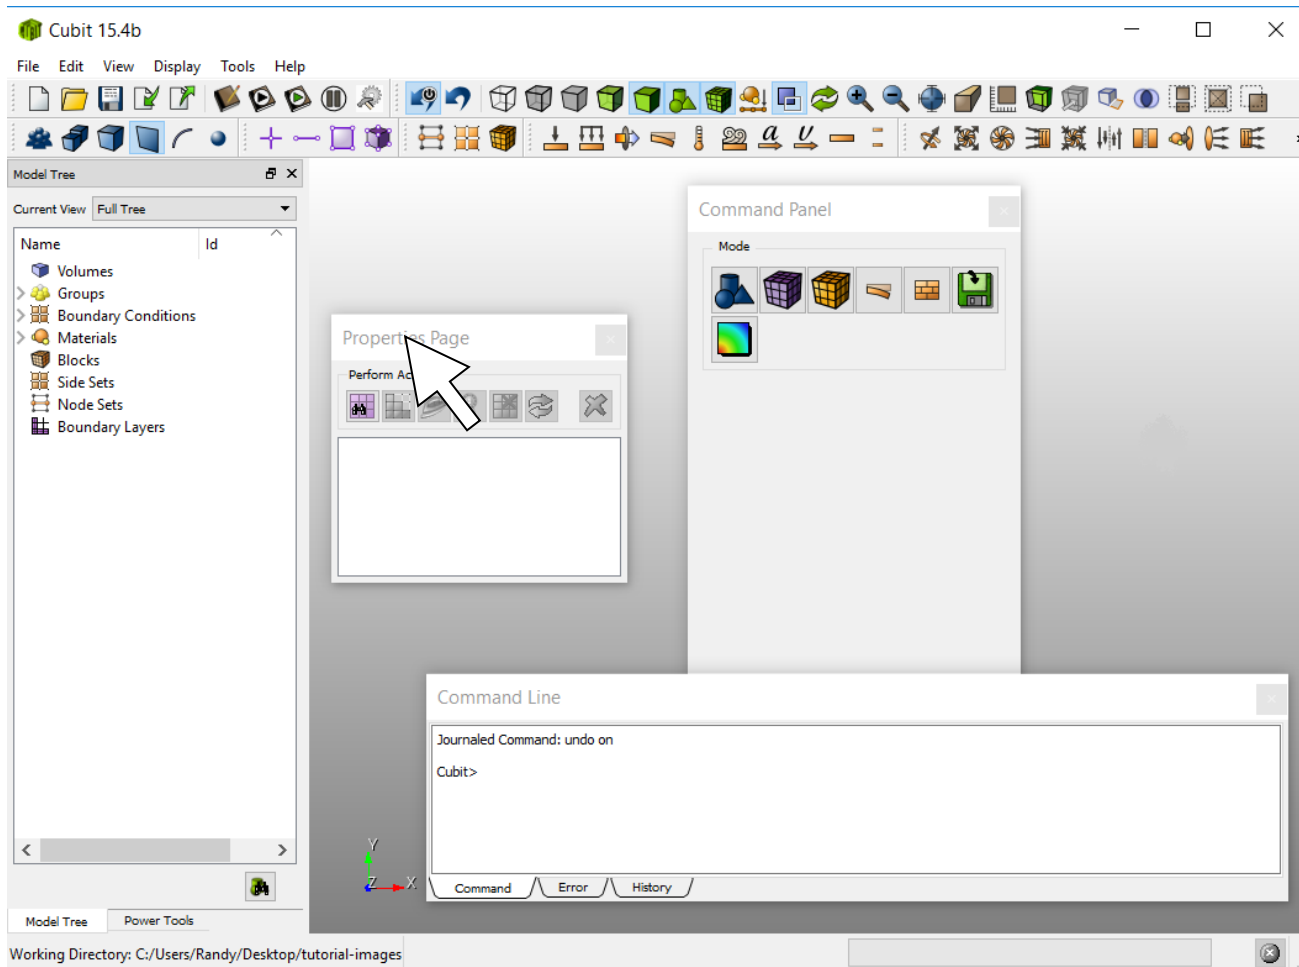 Cubit 15.4b
File Edit View Display Tools Help
Model Tree
Current View Full Tree
Name Id
Volumes
Groups
Boundary Conditions
Materials
Blocks
Side Sets
Node Sets
Boundary Layers
Model Tree Power Tools
Properties Page
Perform Ac
Command Panel
Mode
Command Line
Journaled Command: undo on
Cubit>
Command Error History
Y
Z X
Working Directory: C:/Users/Randy/Desktop/tutorial-images